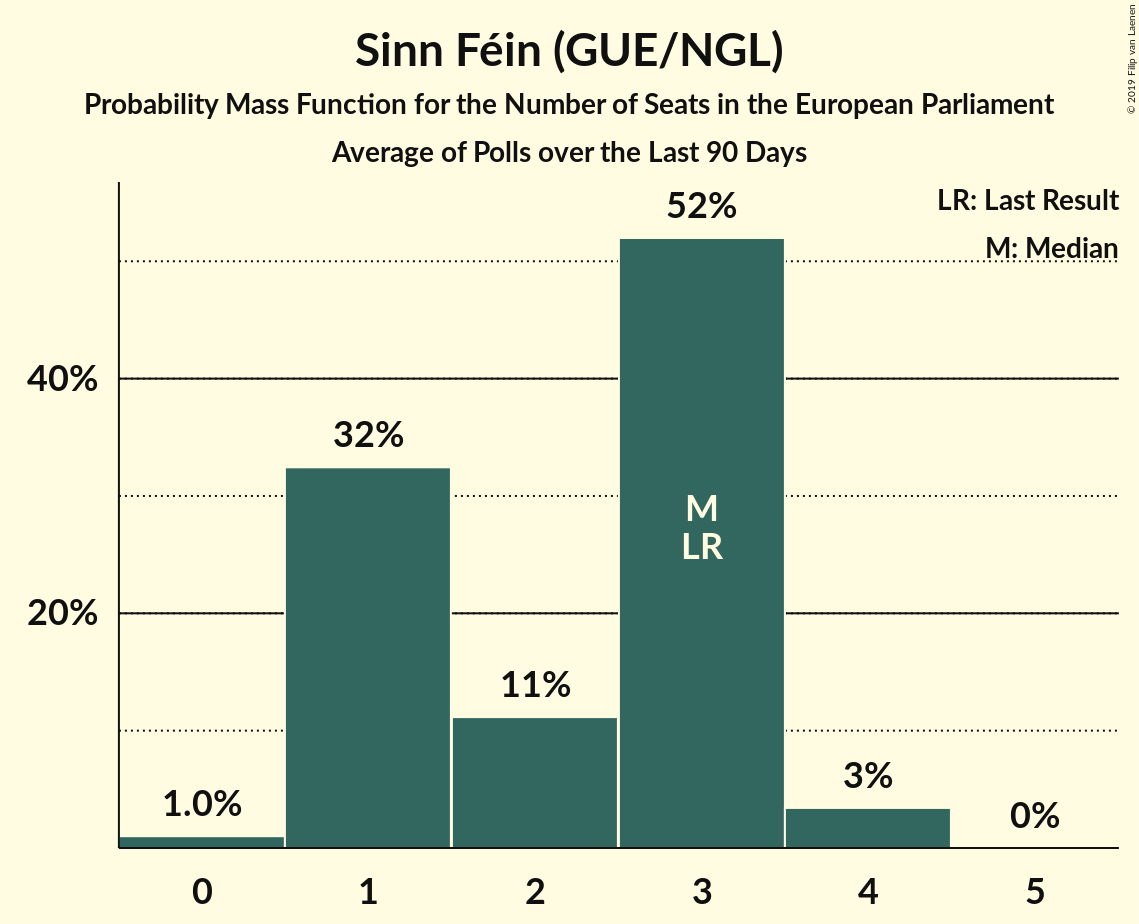 Sinn Féin (GUE/NGL)
Probability Mass Function for the Number of Seats in the European Parliament
Average of Polls over the Last 90 Days
© 2019 Filip van Laenen
LR: Last Result
M: Median
52%
40%
32%
M
LR
20%
11%
3%
1.0%
0%
0 1 2 3 4 5